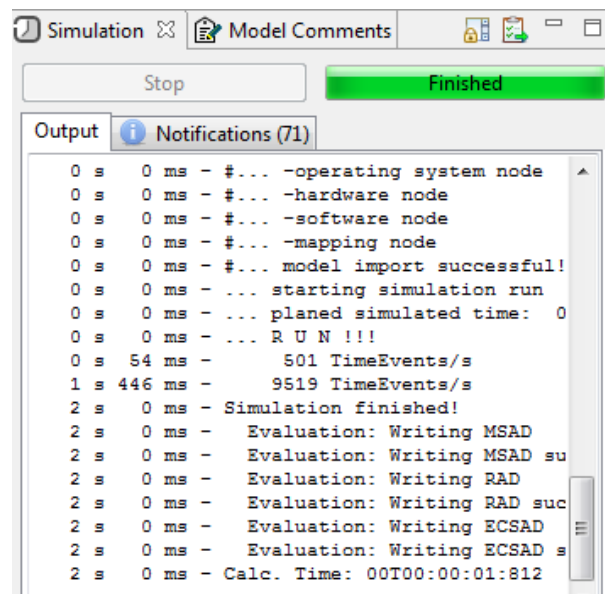 Simulation Model Comments
Stop Finished
Output Notifications (71)
0 s 0 ms - #... -operating system node
0 s 0 ms - #... -hardware node
0 s 0 ms - #... -software node
0 s 0 ms - #... -mapping node
0 s 0 ms - #... model import successful!
0 s 0 ms - ... starting simulation run
0 s 0 ms - ... planed simulated time: 0
0 s 0 ms - ... R U N !!!
0 s 54 ms - 501 TimeEvents/s
1 s 446 ms - 9519 TimeEvents/s
2 s 0 ms - Simulation finished!
2 s 0 ms - Evaluation: Writing MSAD
2 s 0 ms - Evaluation: Writing MSAD su
2 s 0 ms - Evaluation: Writing RAD
2 s 0 ms - Evaluation: Writing RAD suc
2 s 0 ms - Evaluation: Writing ECSAD
2 s 0 ms - Evaluation: Writing ECSAD s
2 s 0 ms - Calc. Time: 00T00:00:01:812